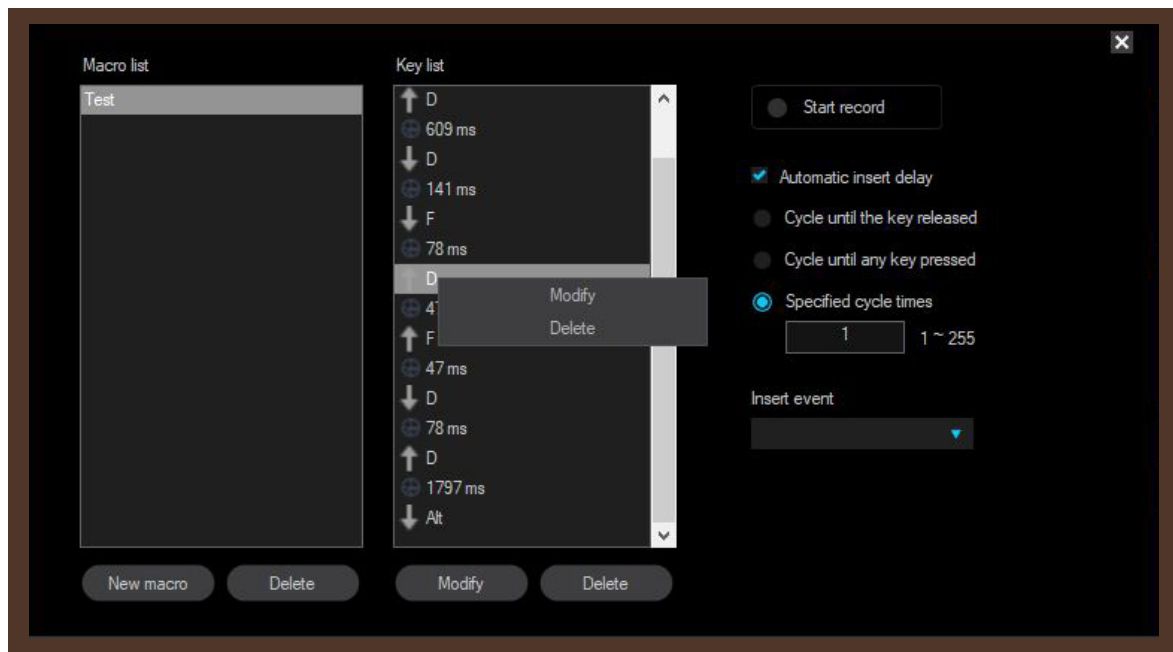 Macro list
Test
New macro
Delete
Key list
D
609 ms
D
141 ms
F
78 ms
D
Modify
Delete
F
47 ms
D
78 ms
D
1797 ms
Alt
Modify
Delete
Start record
Automatic insert delay
Cycle until the key released
Cycle until any key pressed
Specified cycle times
1 1 ~ 255
Insert event